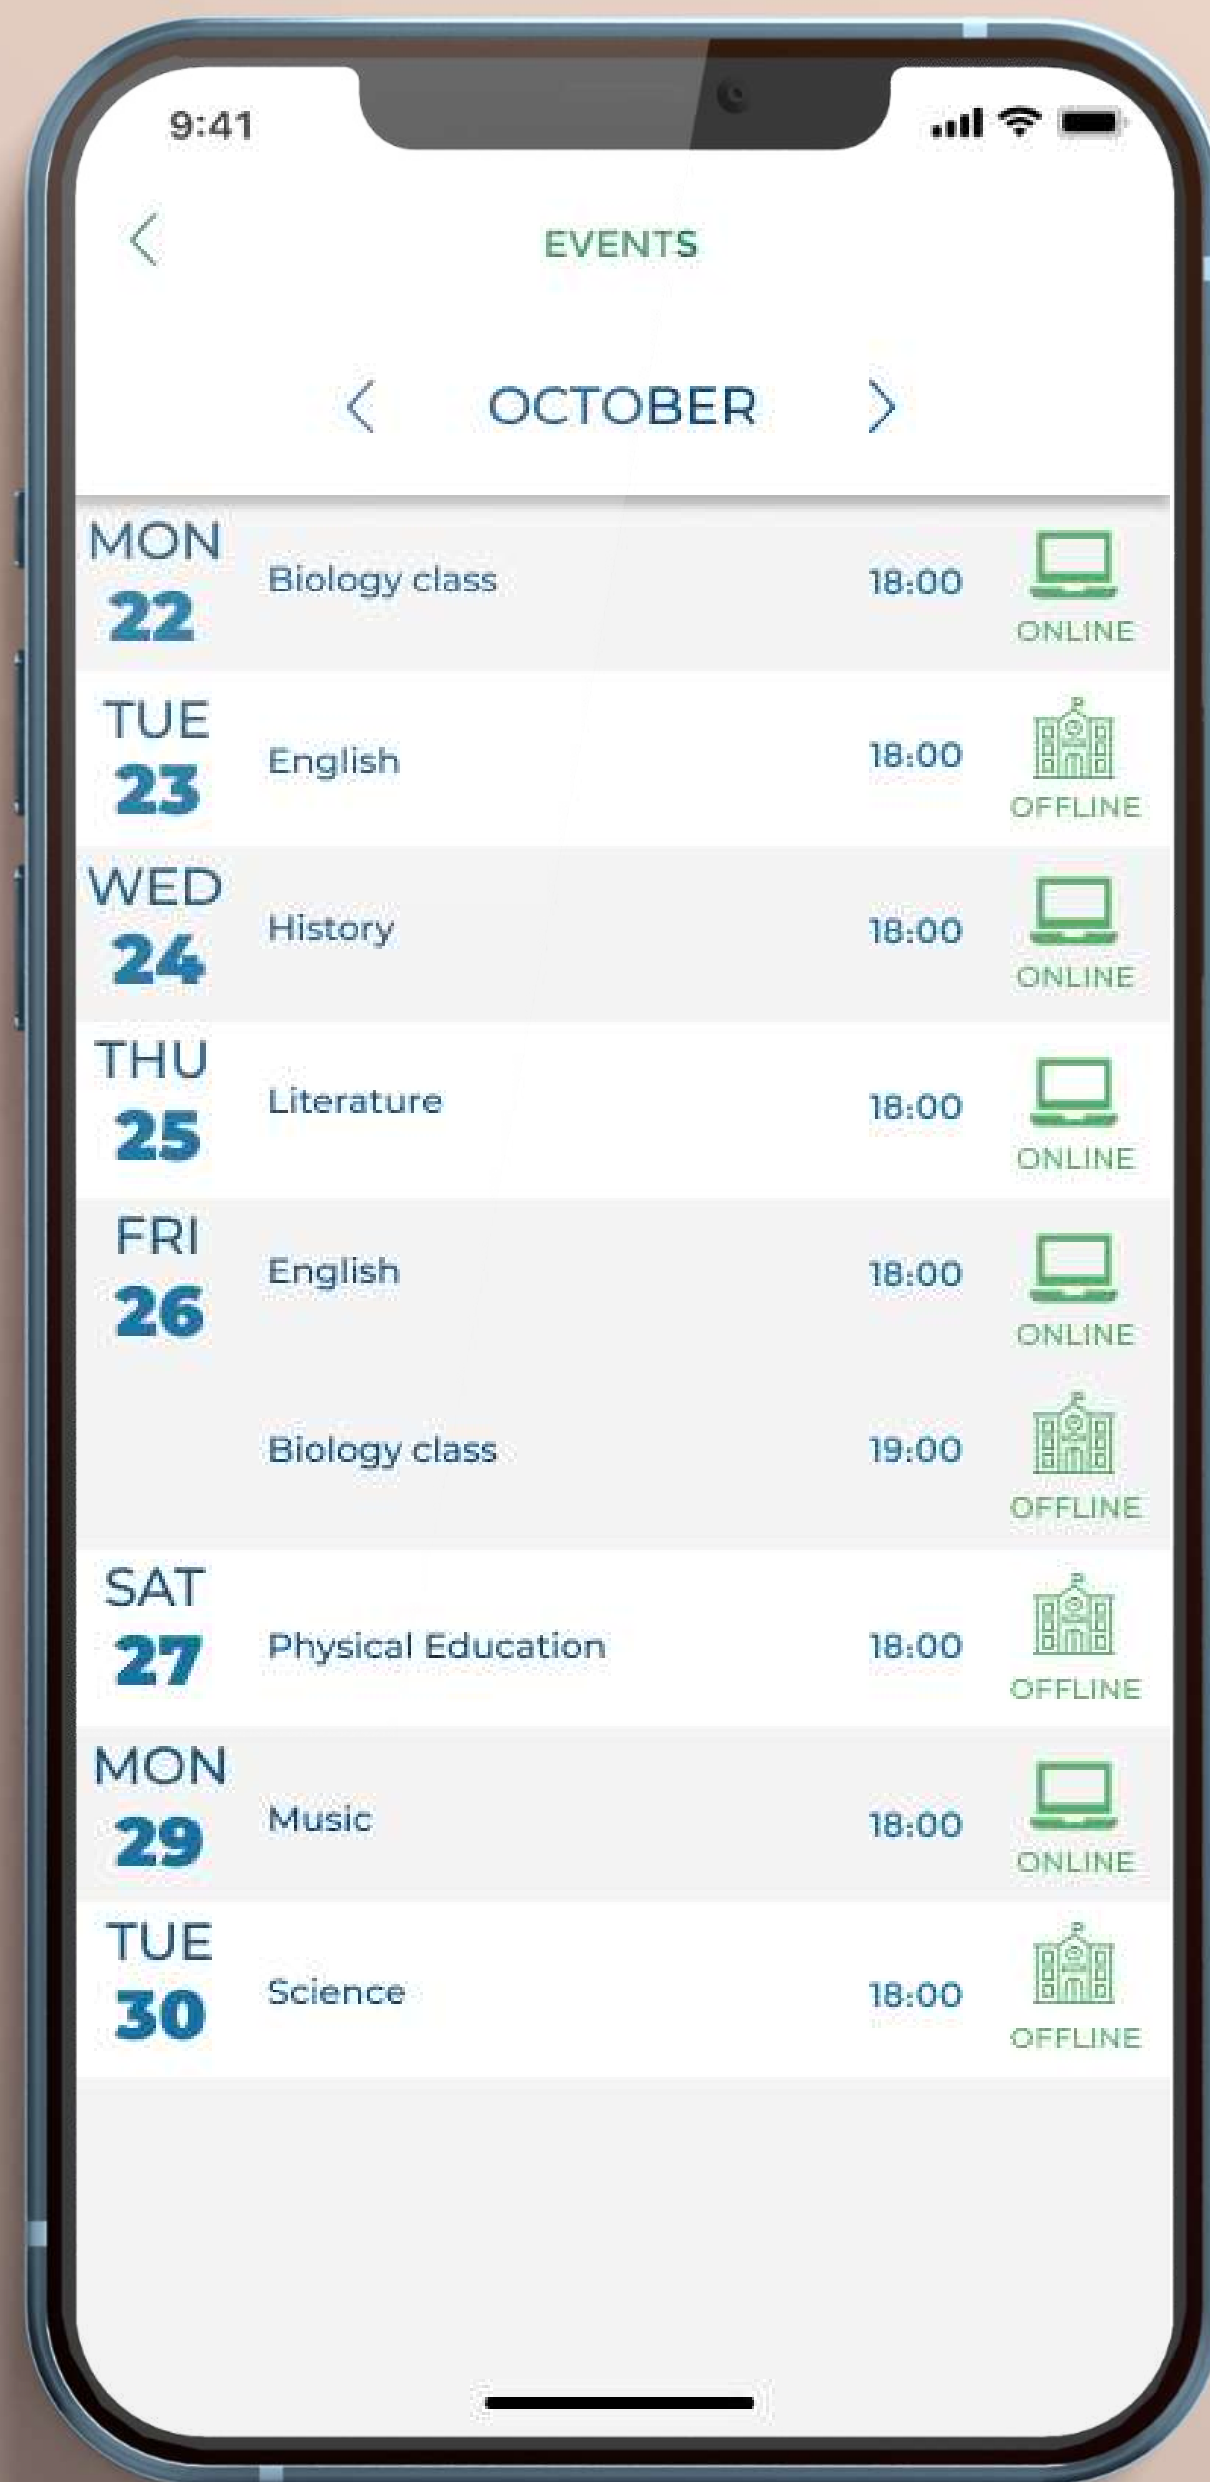 9:41
EVENTS
OCTOBER
MON
22
Biology class
18:00
ONLINE
TUE
23
English
18:00
OFFLINE
WED
24
History
18:00
ONLINE
THU
25
Literature
18:00
ONLINE
FRI
26
English
18:00
ONLINE
Biology class
19:00
OFFLINE
SAT
27
Physical Education
18:00
OFFLINE
MON
29
Music
18:00
ONLINE
TUE
30
Science
18:00
OFFLINE